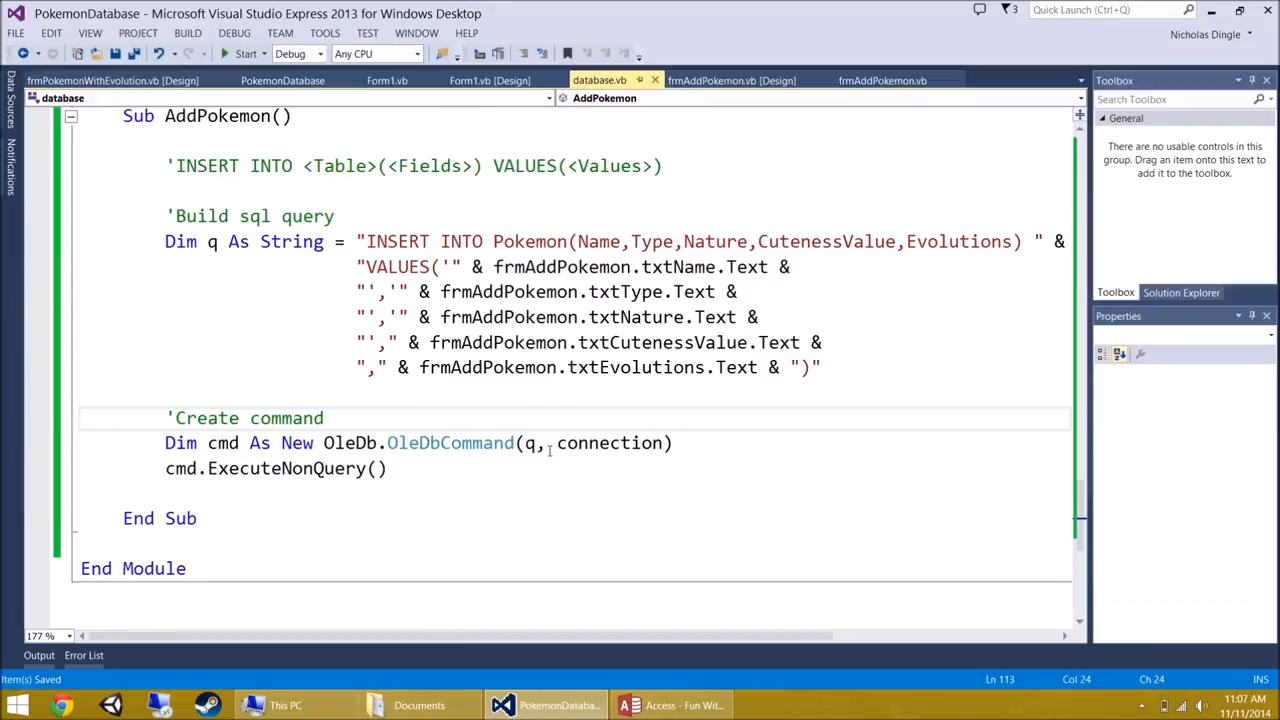 PokemonDatabase - Microsoft Visual Studio Express 2013 for Windows Desktop
3
Quick Launch (Ctrl+Q)
FILE EDIT VIEW PROJECT BUILD DEBUG TEAM TOOLS TEST WINDOW HELP
Nicholas Dingle
Start Debug Any CPU
frmPokemonWithEvolution.vb [Design] PokemonDatabase Form1.vb Form1.vb [Design] database.vb frmAddPokemon.vb [Design] frmAddPokemon.vb
database AddPokemon
Data Sources
Notifications
Sub AddPokemon()
'INSERT INTO <Table>(<Fields>) VALUES(<Values>)
'Build sql query
Dim q As String = "INSERT INTO Pokemon(Name,Type,Nature,CutenessValue,Evolutions) " &
"VALUES('" & frmAddPokemon.txtName.Text &
"','" & frmAddPokemon.txtType.Text &
"','" & frmAddPokemon.txtNature.Text &
"'," & frmAddPokemon.txtCutenessValue.Text &
"," & frmAddPokemon.txtEvolutions.Text & ")"
'Create command
Dim cmd As New OleDb.OleDbCommand(q, connection)
cmd.ExecuteNonQuery()
End Sub
End Module
177 %
Toolbox
Search Toolbox
General
There are no usable controls in this
group. Drag an item onto this text to
add it to the toolbox.
Toolbox Solution Explorer
Properties
Output Error List
Item(s) Saved Ln 113 Col 24 Ch 24 INS
This PC Documents PokemonDataba... Access - Fun Wit...
11:07 AM
11/11/2014